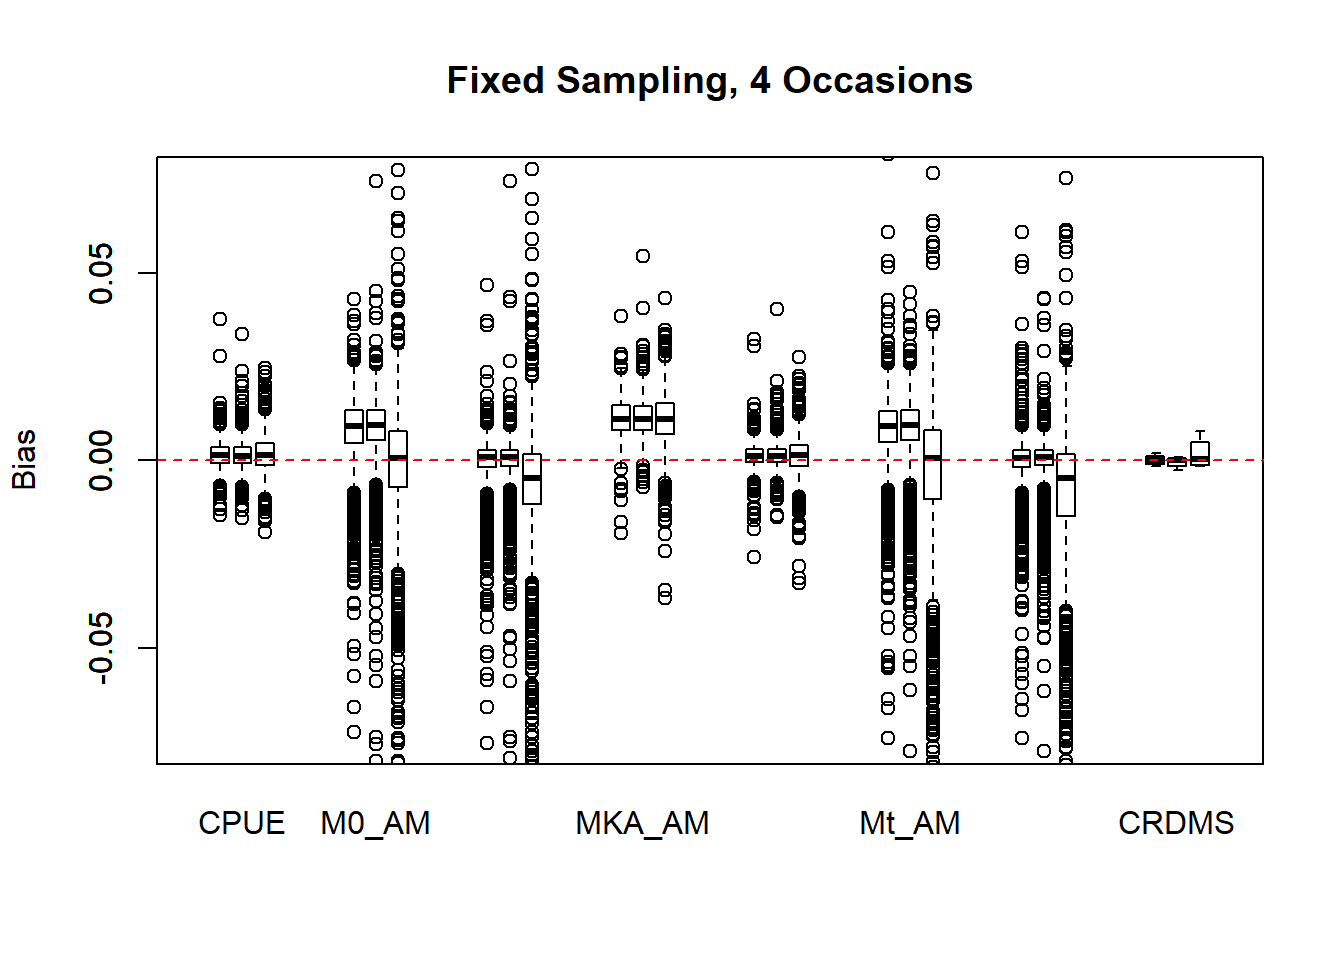 Fixed Sampling, 4 Occasions
Bias
0.05
0.00
-0.05
CPUE M0_AM MKA_AM Mt_AM CRDMS